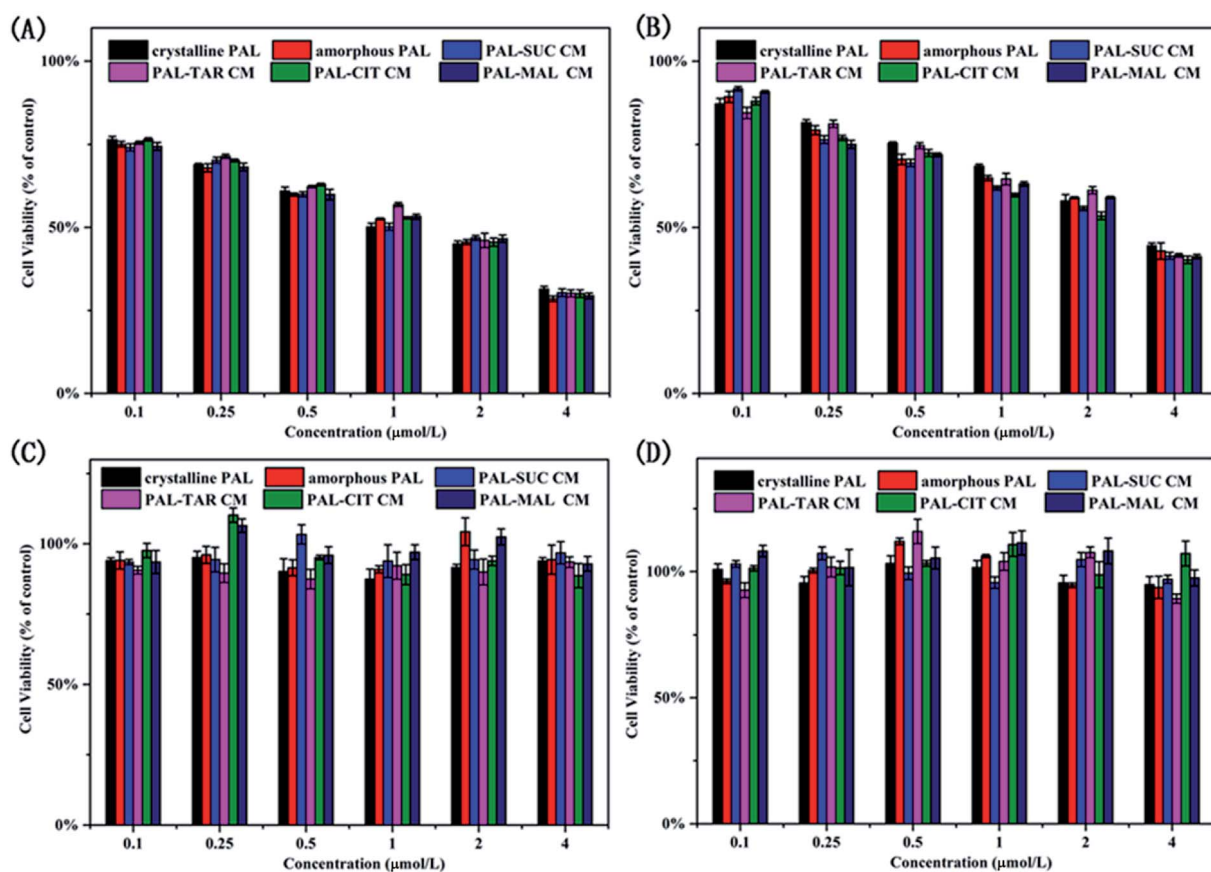 (A)
crystalline PAL amorphous PAL PAL-SUC CM
PAL-TAR CM PAL-CIT CM PAL-MAL CM
100%
50%
0%
Cell Viability (% of control)
0.1 0.25 0.5 1 2 4
Concentration (μmol/L)
(B)
crystalline PAL amorphous PAL PAL-SUC CM
PAL-TAR CM PAL-CIT CM PAL-MAL CM
100%
50%
0%
Cell Viability (% of control)
0.1 0.25 0.5 1 2 4
Concentration (μmol/L)
(C)
crystalline PAL amorphous PAL PAL-SUC CM
PAL-TAR CM PAL-CIT CM PAL-MAL CM
100%
50%
0%
Cell Viability (% of control)
0.1 0.25 0.5 1 2 4
Concentration (μmol/L)
(D)
crystalline PAL amorphous PAL PAL-SUC CM
PAL-TAR CM PAL-CIT CM PAL-MAL CM
100%
50%
0%
Cell Viability (% of control)
0.1 0.25 0.5 1 2 4
Concentration (μmol/L)